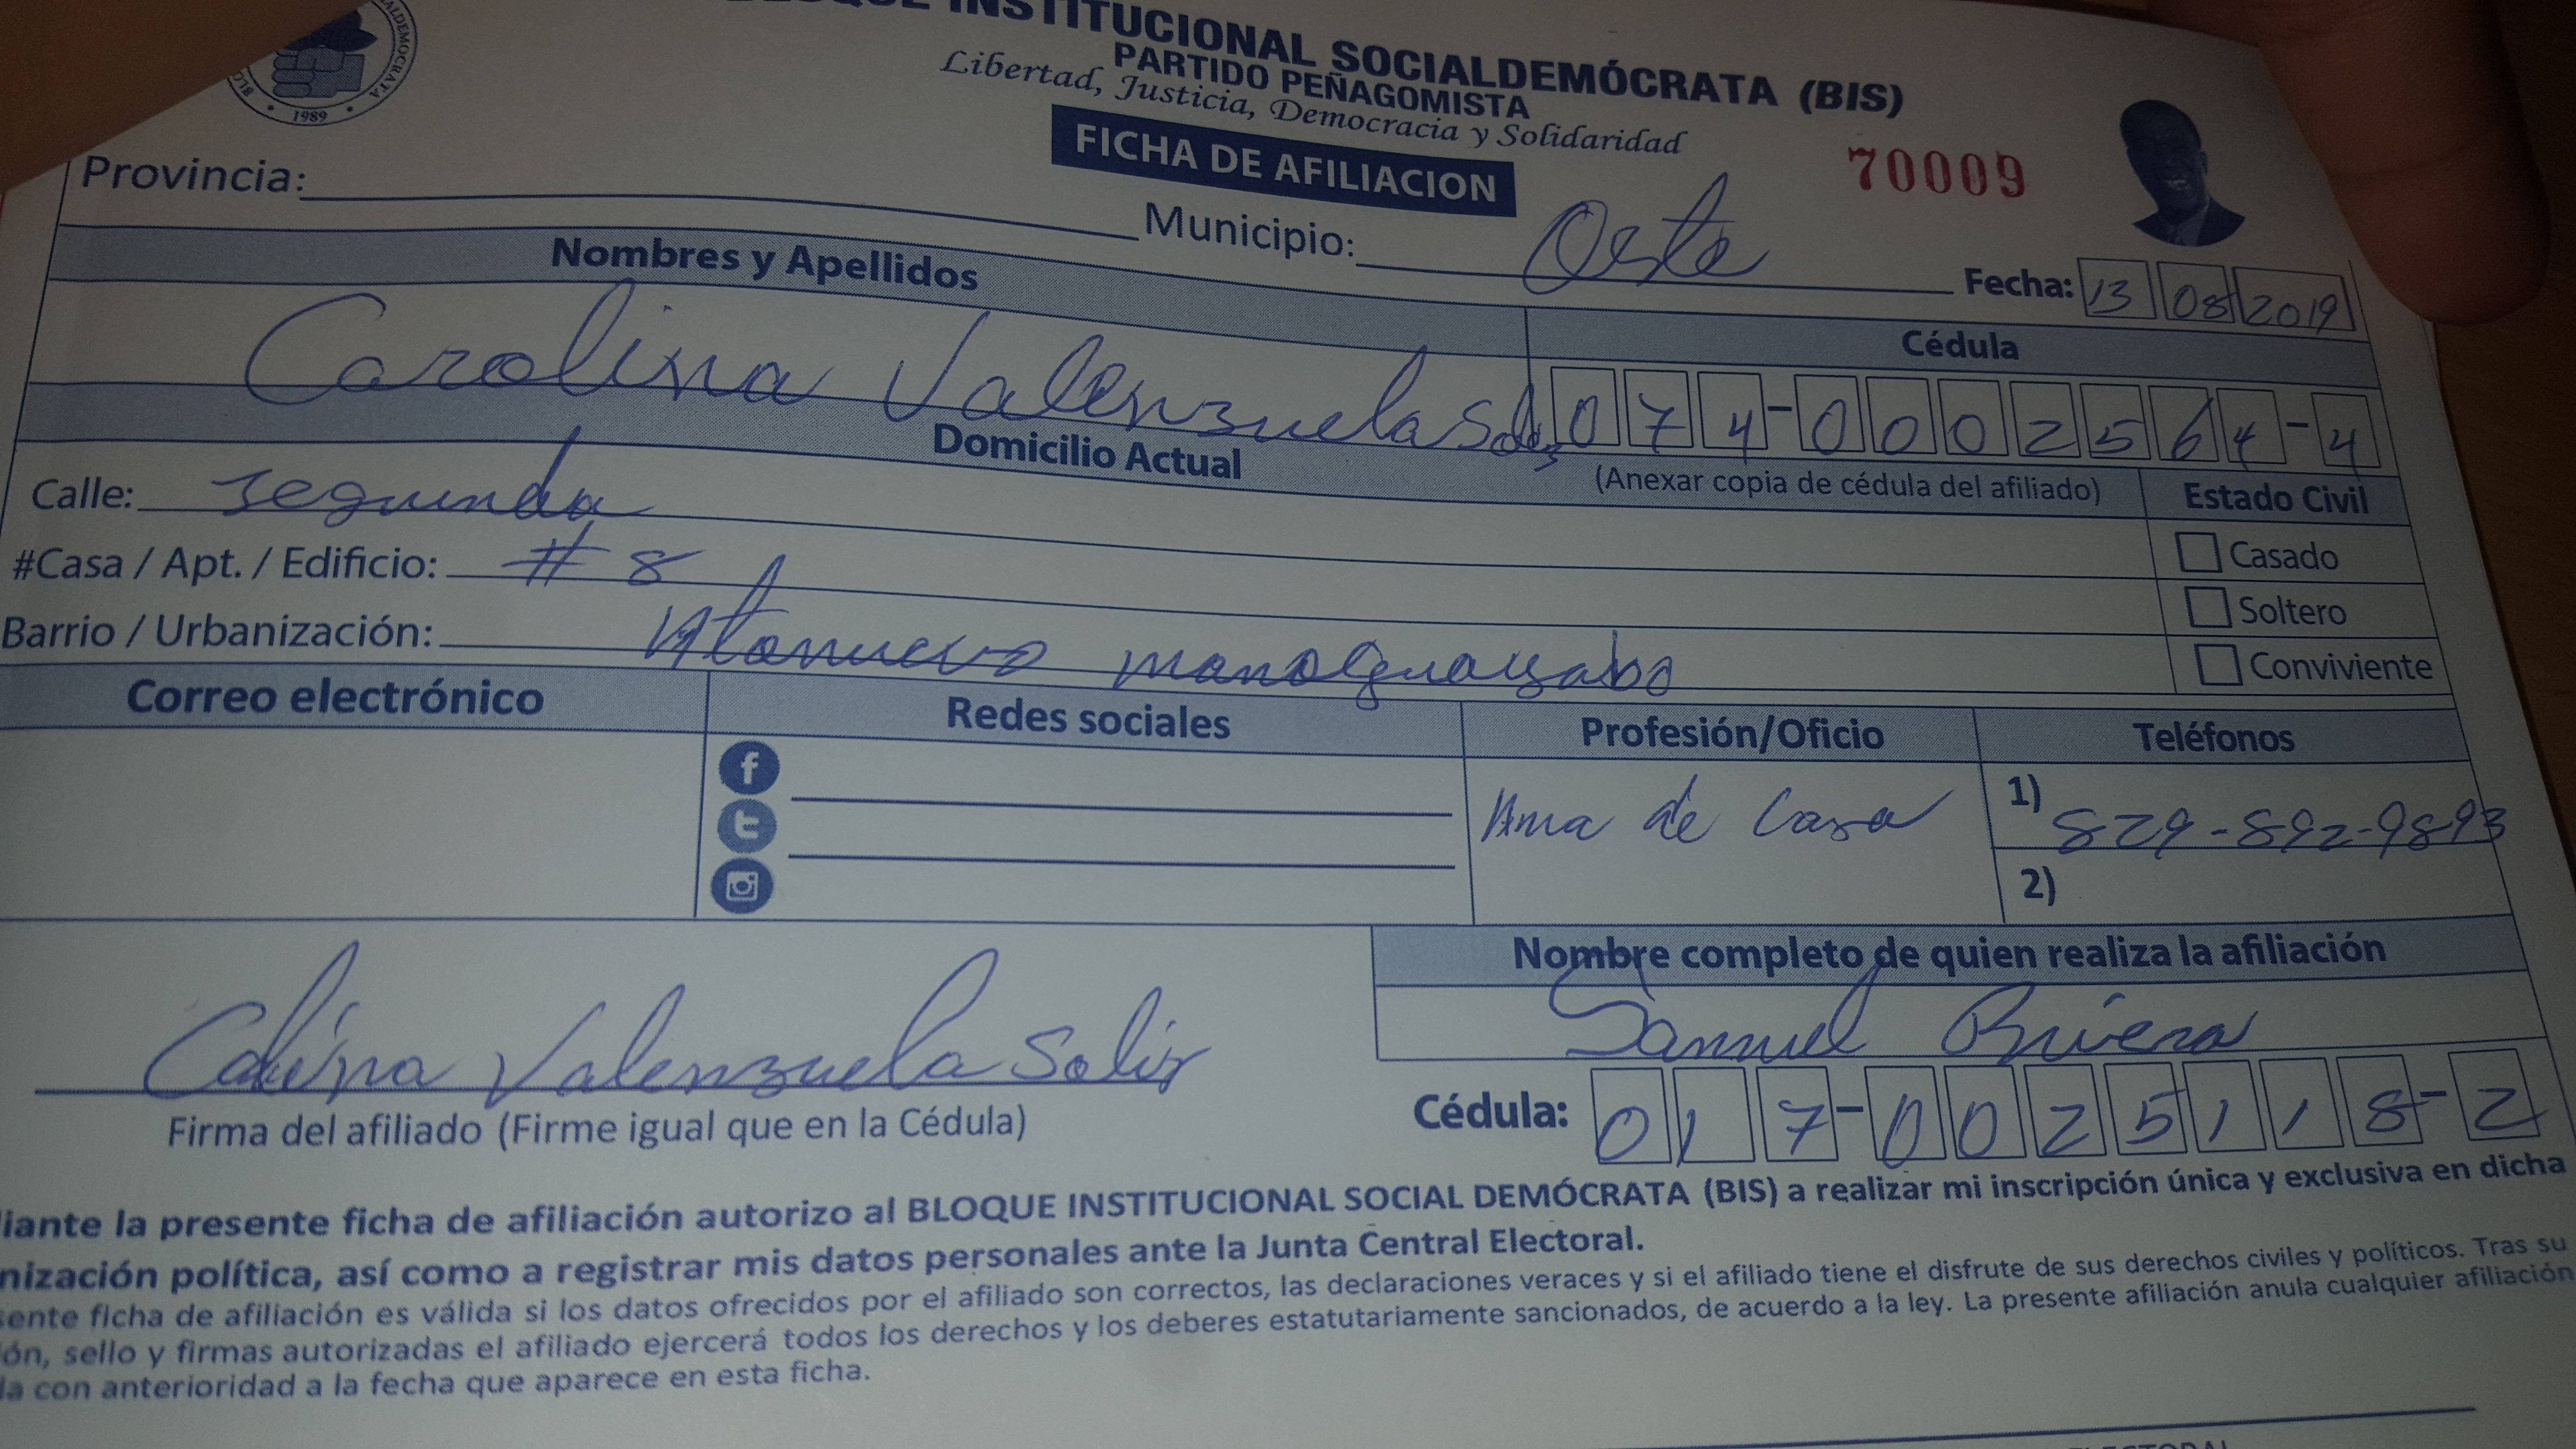 INSTITUCIONAL SOCIALDEMÓCRATA (BIS)
PARTIDO PEÑAGOMISTA
Libertad, Justicia, Democracia y Solidaridad
1989
FICHA DE AFILIACION
70009
Provincia:
Municipio: Oeste
Fecha: 13 08 2019
Nombres y Apellidos
Cédula
Carolina Valenzuela
074-0002564-4
(Anexar copia de cédula del afiliado)
Domicilio Actual
Estado Civil
Calle: segunda
Casado
#Casa / Apt. / Edificio: # 8
Soltero
Barrio / Urbanización: Atonuevo manoguayabo
Conviviente
Correo electrónico
Redes sociales
Profesión/Oficio
Teléfonos
Ama de Casa
1) 829-892-9893
2)
Nombre completo de quien realiza la afiliación
Samuel Rivera
Valenzuela Solis
Firma del afiliado (Firme igual que en la Cédula)
Cédula: 017-0025118-2
iante la presente ficha de afiliación autorizo al BLOQUE INSTITUCIONAL SOCIAL DEMÓCRATA (BIS) a realizar mi inscripción única y exclusiva en dicha
nización política, así como a registrar mis datos personales ante la Junta Central Electoral.
sente ficha de afiliación es válida si los datos ofrecidos por el afiliado son correctos, las declaraciones veraces y si el afiliado tiene el disfrute de sus derechos civiles y políticos. Tras su
ón, sello y firmas autorizadas el afiliado ejercerá todos los derechos y los deberes estatutariamente sancionados, de acuerdo a la ley. La presente afiliación anula cualquier afiliación
a con anterioridad a la fecha que aparece en esta ficha.